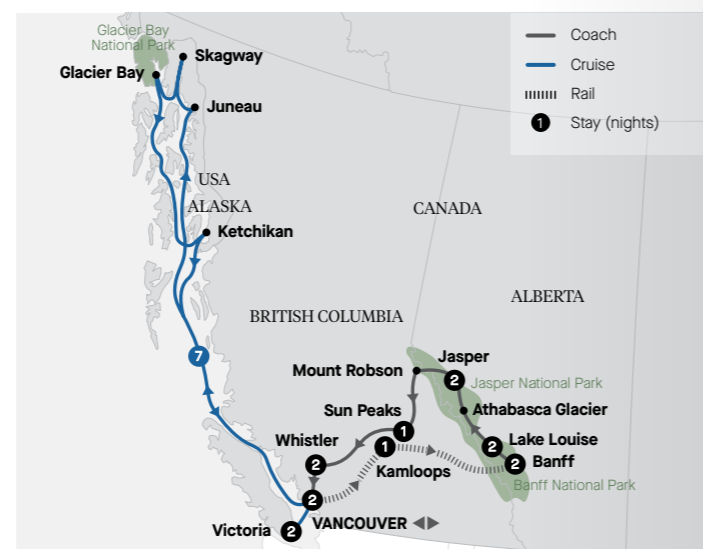 Glacier Bay
National Park
Skagway
Glacier Bay
Juneau
Coach
Cruise
Rail
1 Stay (nights)
USA
ALASKA
CANADA
Ketchikan
ALBERTA
BRITISH COLUMBIA
7
Mount Robson
Jasper
2
Jasper National Park
Sun Peaks
1
Athabasca Glacier
Whistler
2
1
Kamloops
2
Lake Louise
2
Banff
Banff National Park
2
VANCOUVER
Victoria
2